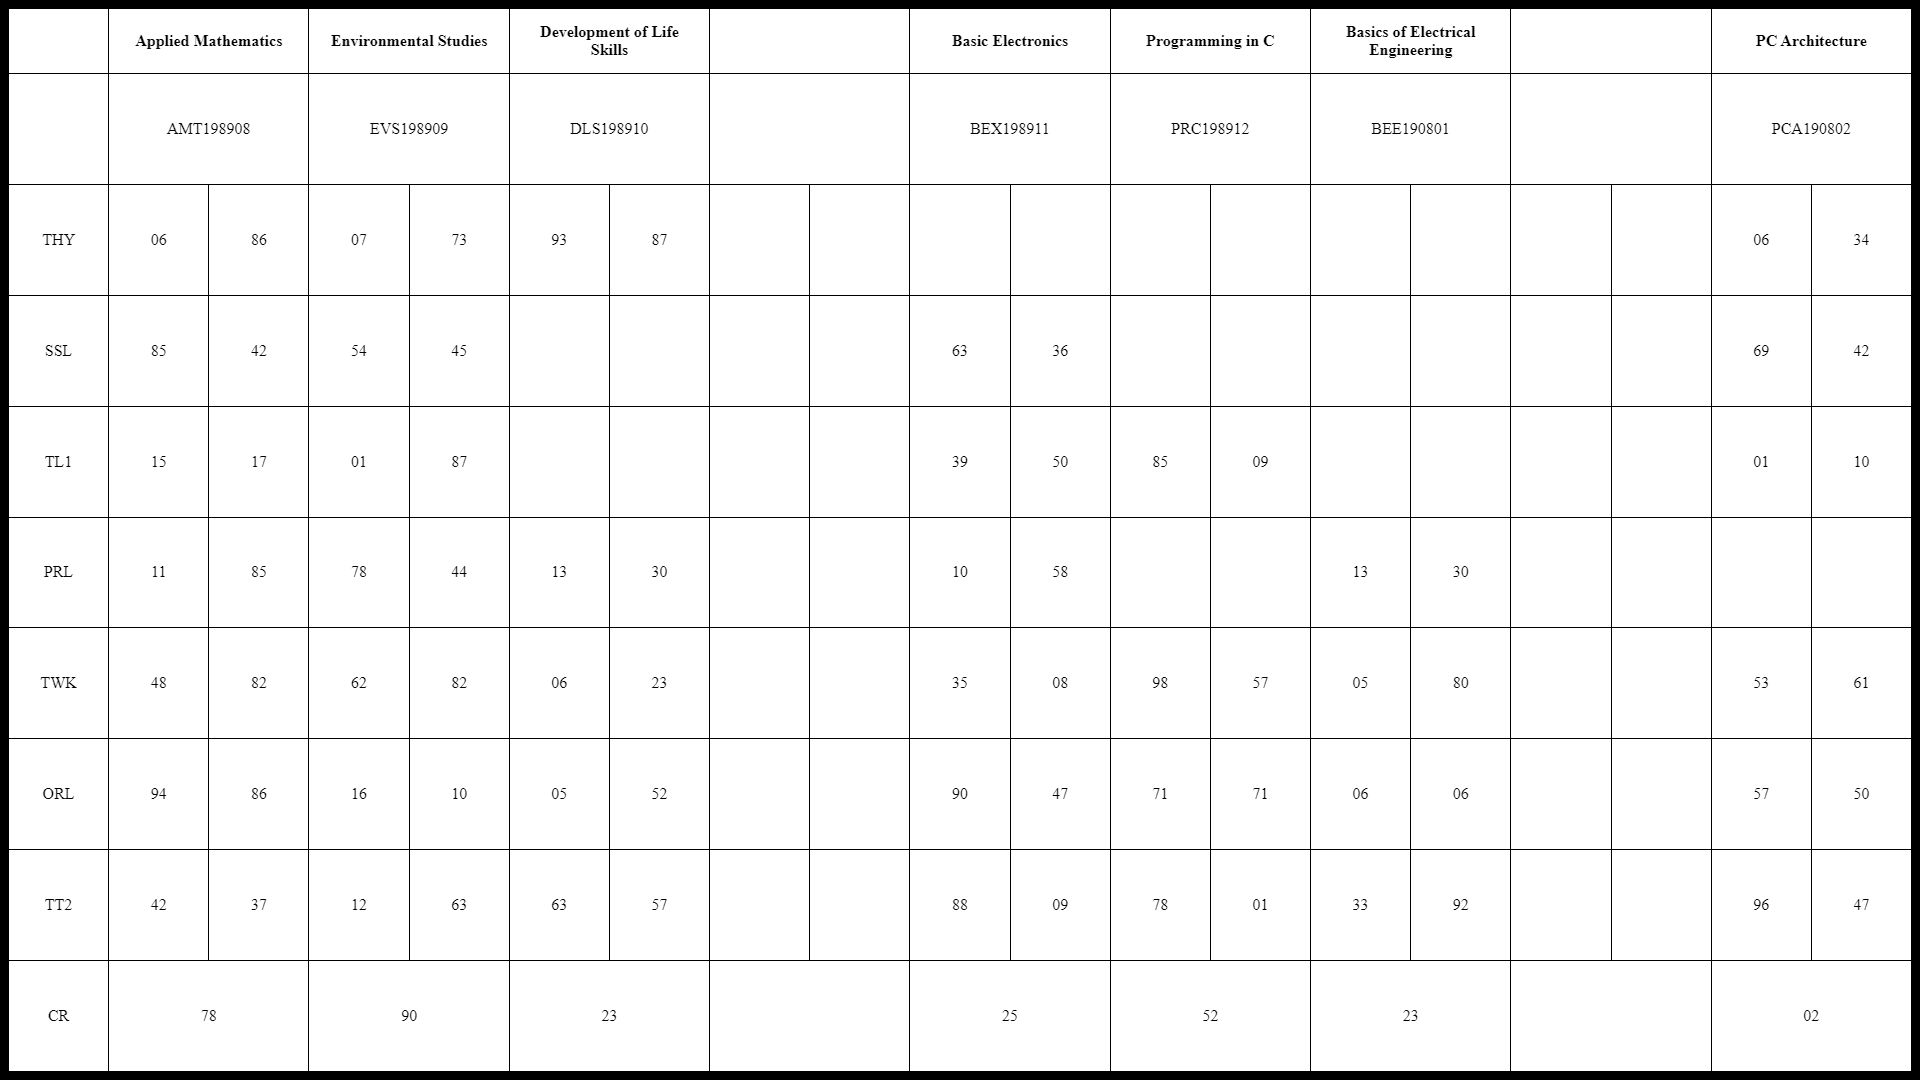 Applied Mathematics Environmental Studies Development of Life Skills Basic Electronics Programming in C Basics of Electrical Engineering PC Architecture
AMT198908 EVS198909 DLS198910 BEX198911 PRC198912 BEE190801 PCA190802
THY 06 86 07 73 93 87 06 34
SSL 85 42 54 45 63 36 69 42
TL1 15 17 01 87 39 50 85 09 01 10
PRL 11 85 78 44 13 30 10 58 13 30
TWK 48 82 62 82 06 23 35 08 98 57 05 80 53 61
ORL 94 86 16 10 05 52 90 47 71 71 06 06 57 50
TT2 42 37 12 63 63 57 88 09 78 01 33 92 96 47
CR 78 90 23 25 52 23 02